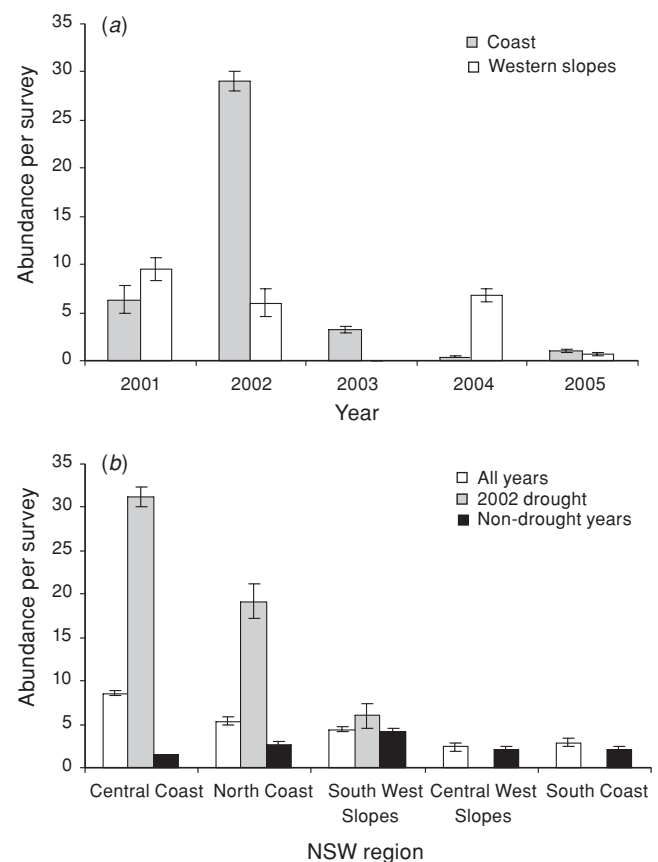 (a)
Coast
Western slopes
Abundance per survey
35
30
25
20
15
10
5
0
2001 2002 2003 2004 2005
Year
(b)
All years
2002 drought
Non-drought years
Abundance per survey
35
30
25
20
15
10
5
0
Central Coast North Coast South West Central West South Coast
Slopes Slopes
NSW region